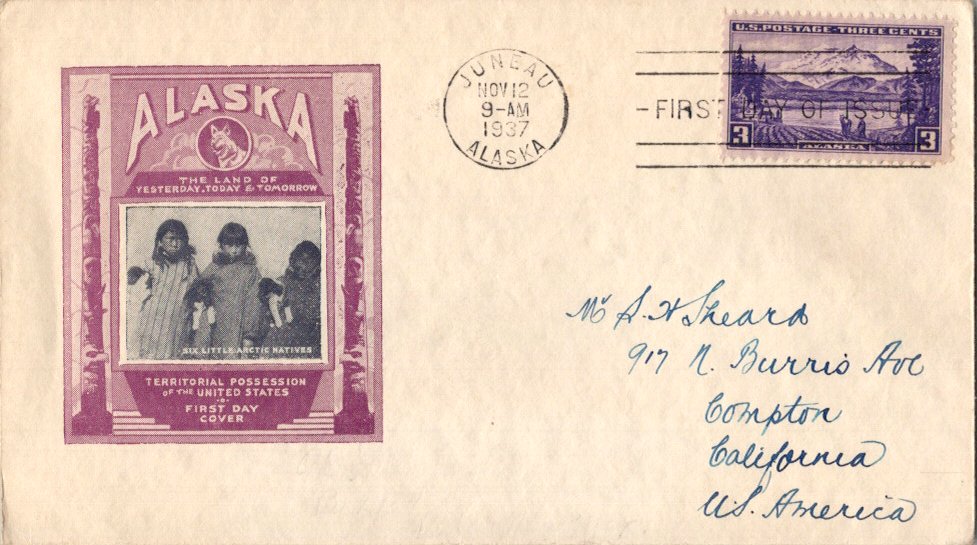 ALASKA
THE LAND OF
YESTERDAY, TODAY & TOMORROW
SIX LITTLE ARCTIC NATIVES
TERRITORIAL POSSESSION
OF THE UNITED STATES
FIRST DAY
COVER
JUNEAU
NOV 12
9-AM
1937
ALASKA
FIRST DAY OF ISSUE
U.S. POSTAGE - THREE CENTS
3 ALASKA 3
Mr S. H Sheard
917 N. Burris Ave
Compton
California
U.S. America